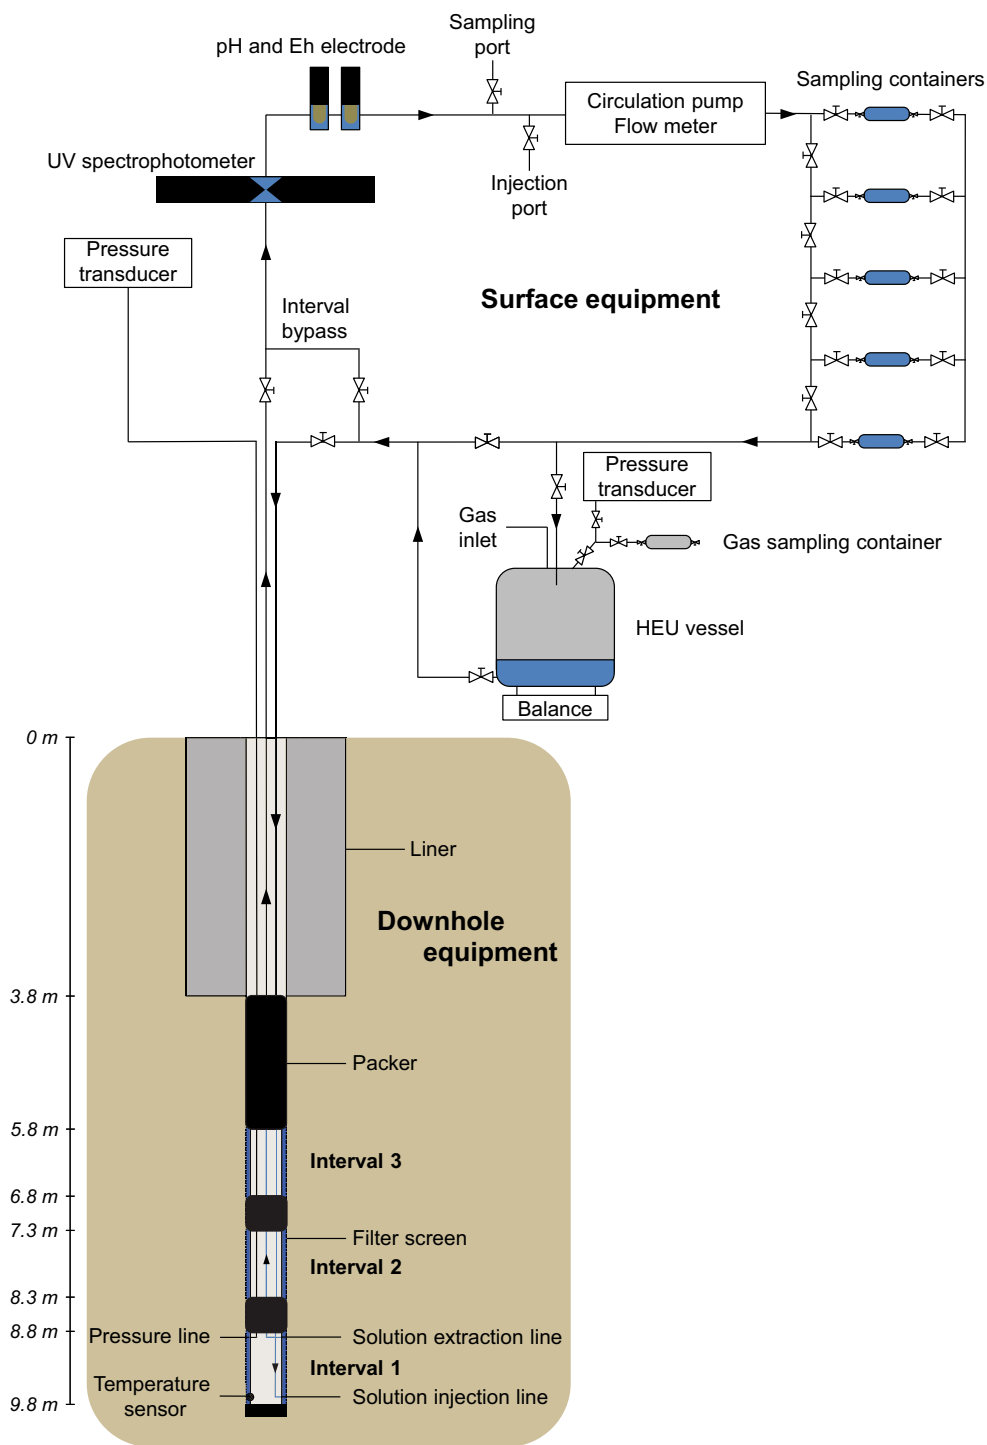 Sampling
port
pH and Eh electrode
Sampling containers
Circulation pump
Flow meter
UV spectrophotometer
Injection
port
Pressure
transducer
Surface equipment
Interval
bypass
Pressure
transducer
Gas
inlet
Gas sampling container
HEU vessel
Balance
0 m
Liner
Downhole
equipment
3.8 m
Packer
5.8 m
Interval 3
6.8 m
7.3 m
Filter screen
Interval 2
8.3 m
8.8 m
Pressure line
Solution extraction line
Interval 1
Temperature
sensor
Solution injection line
9.8 m